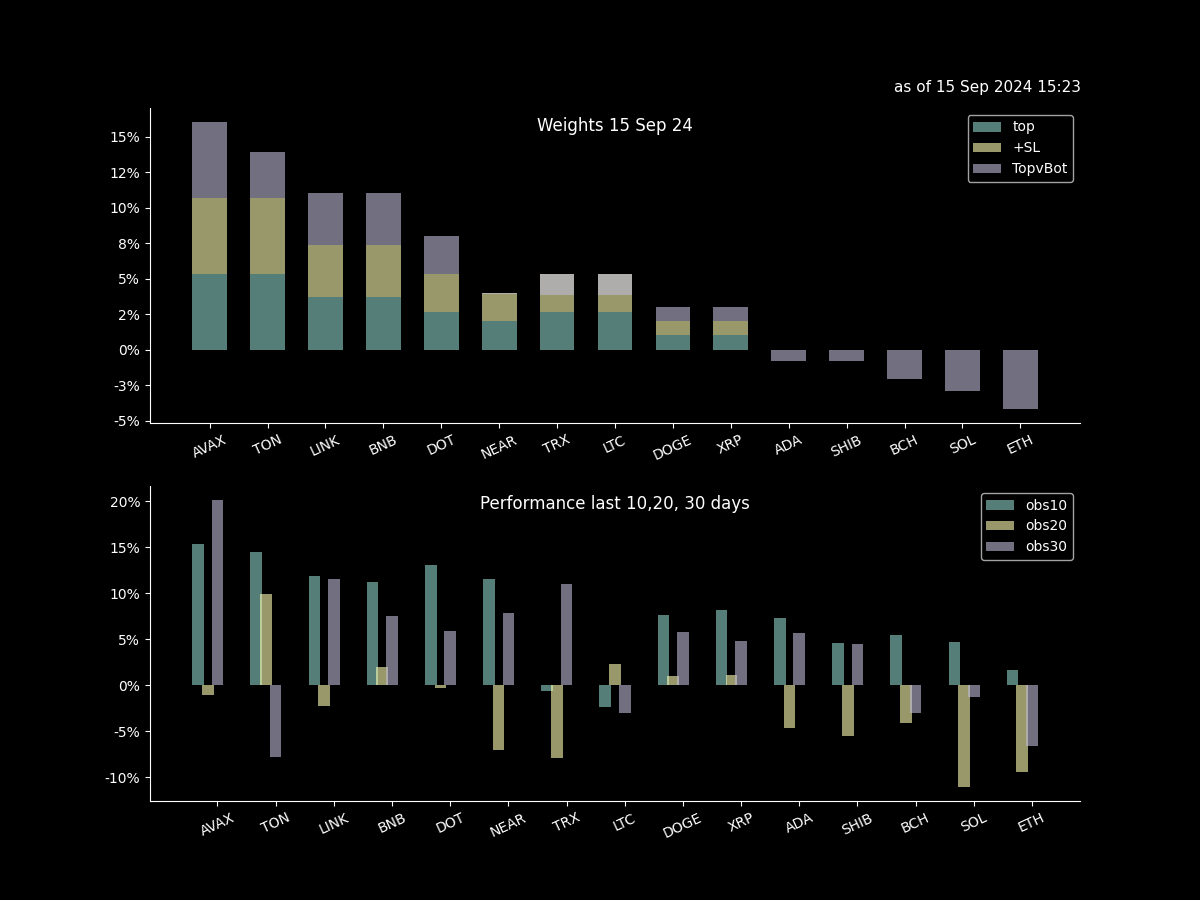 as of 15 Sep 2024 15:23
Weights 15 Sep 24
top
+SL
TopvBot
15%
12%
10%
8%
5%
2%
0%
-3%
-5%
AVAX TON LINK BNB DOT NEAR TRX LTC DOGE XRP ADA SHIB BCH SOL ETH
Performance last 10,20, 30 days
obs10
obs20
obs30
20%
15%
10%
5%
0%
-5%
-10%
AVAX TON LINK BNB DOT NEAR TRX LTC DOGE XRP ADA SHIB BCH SOL ETH